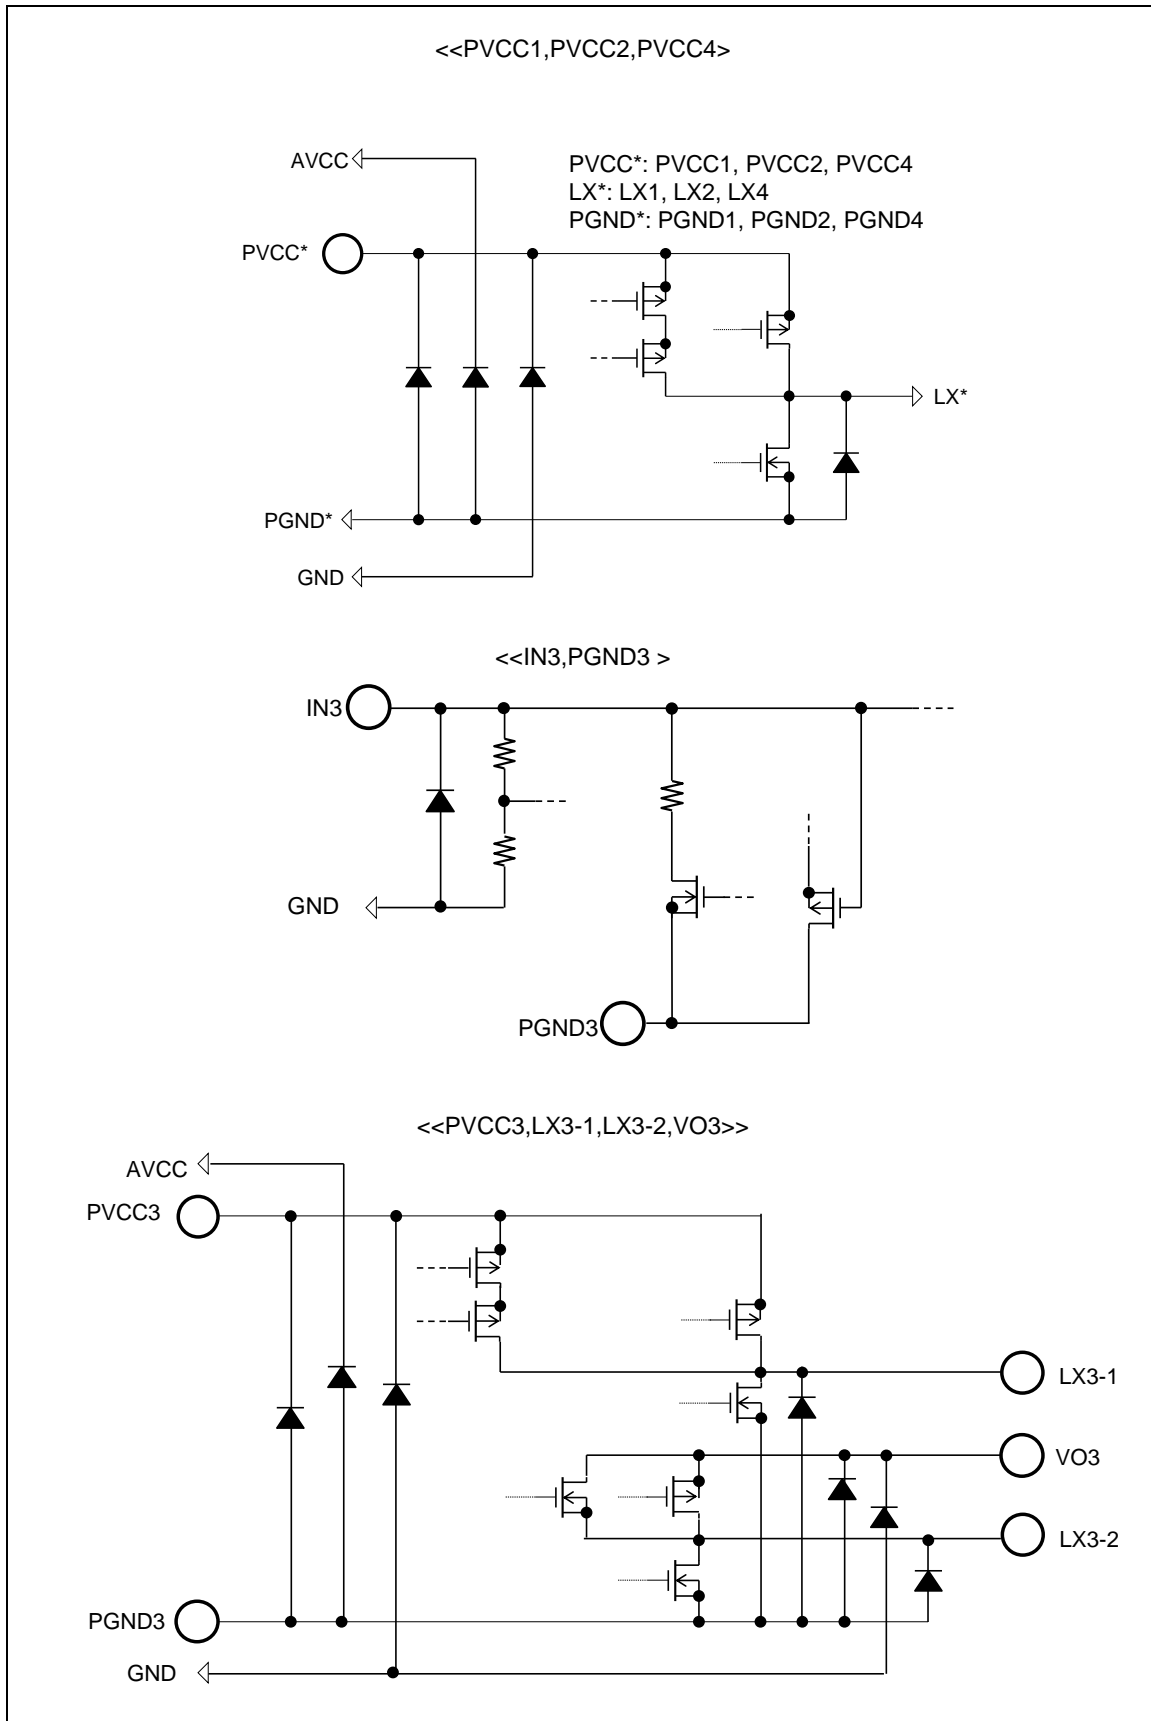 <<PVCC1,PVCC2,PVCC4>
AVCC
PVCC*: PVCC1, PVCC2, PVCC4
LX*: LX1, LX2, LX4
PGND*: PGND1, PGND2, PGND4
PVCC*
LX*
PGND*
GND
<<IN3,PGND3 >
IN3
GND
PGND3
<<PVCC3,LX3-1,LX3-2,VO3>>
AVCC
PVCC3
LX3-1
VO3
LX3-2
PGND3
GND